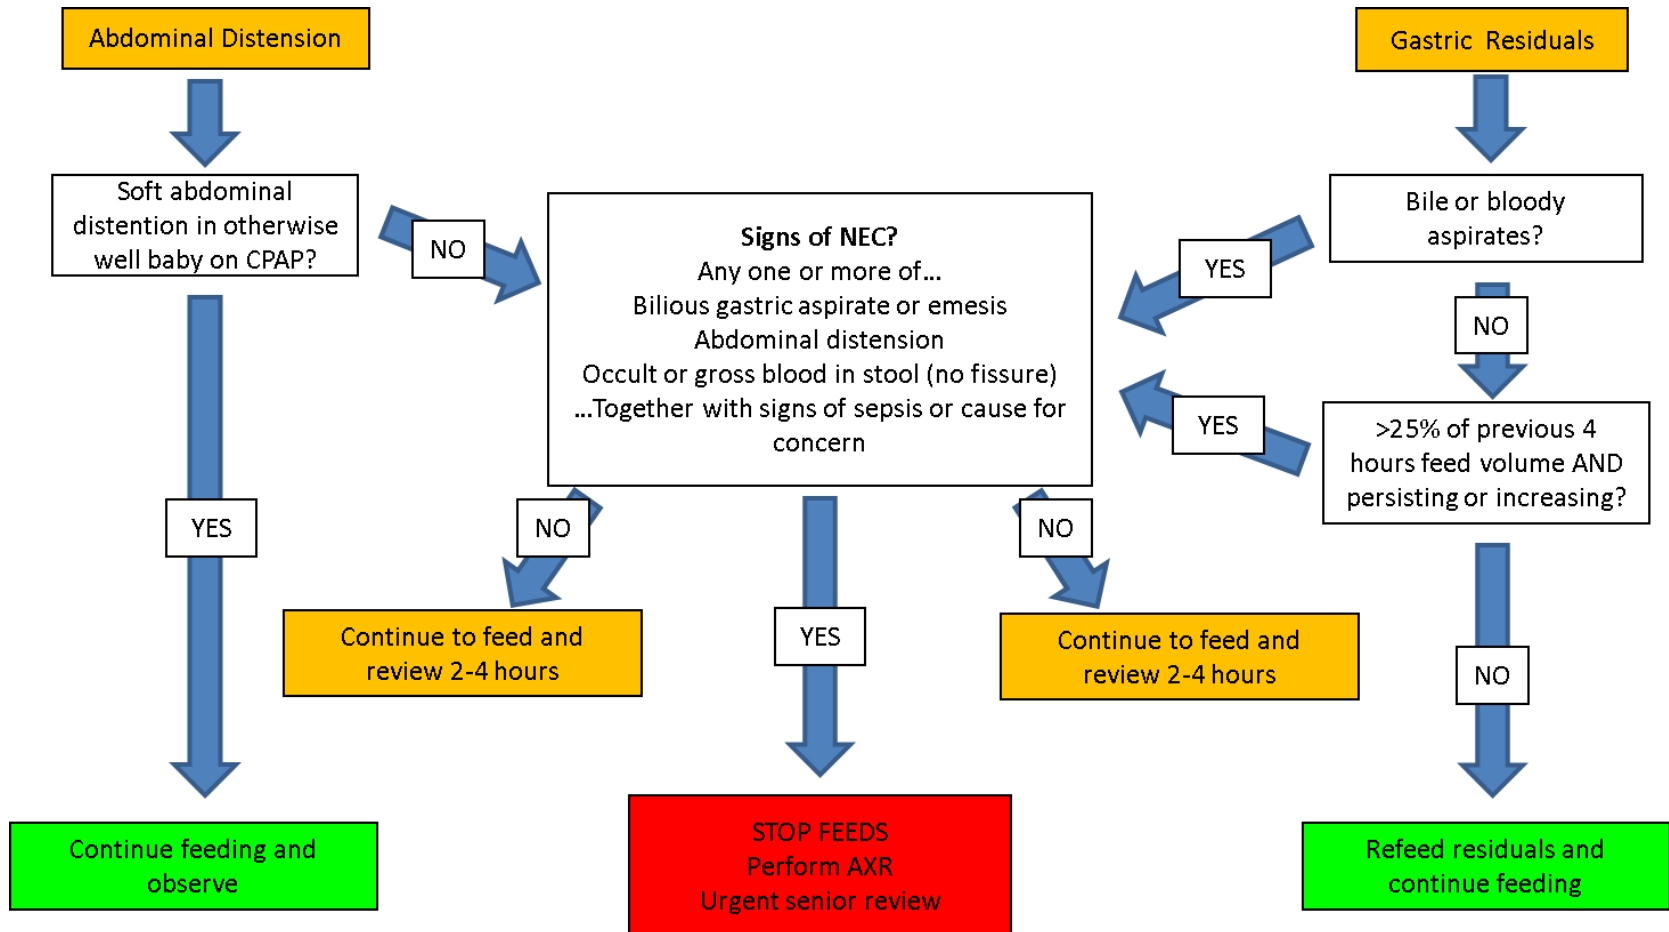 Abdominal Distension
Gastric Residuals
Soft abdominal
distention in otherwise
well baby on CPAP?
NO
Signs of NEC?
Any one or more of...
Bilious gastric aspirate or emesis
Abdominal distension
Occult or gross blood in stool (no fissure)
...Together with signs of sepsis or cause for
concern
YES
Bile or bloody
aspirates?
NO
YES
>25% of previous 4
hours feed volume AND
persisting or increasing?
YES
NO
NO
Continue to feed and
review 2-4 hours
YES
Continue to feed and
review 2-4 hours
NO
Continue feeding and
observe
STOP FEEDS
Perform AXR
Urgent senior review
Refeed residuals and
continue feeding